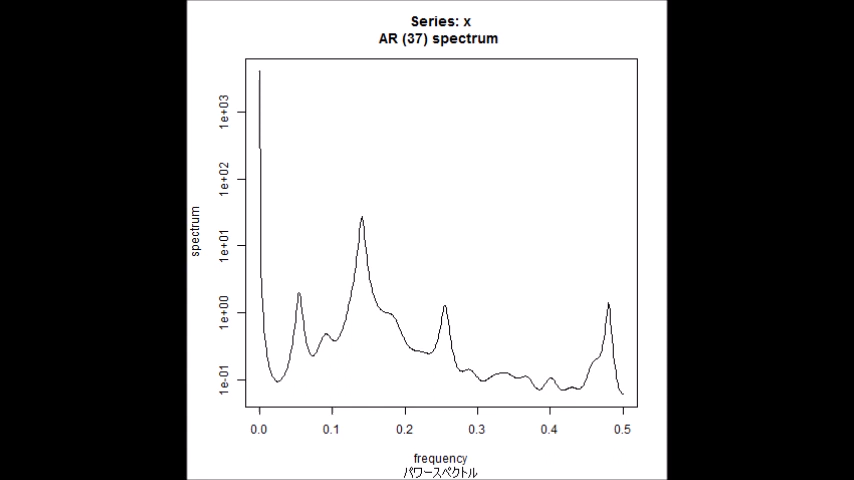 Series: x
AR (37) spectrum
spectrum
1e+03
1e+02
1e+01
1e+00
1e-01
0.0 0.1 0.2 0.3 0.4 0.5
frequency
パワースペクトル